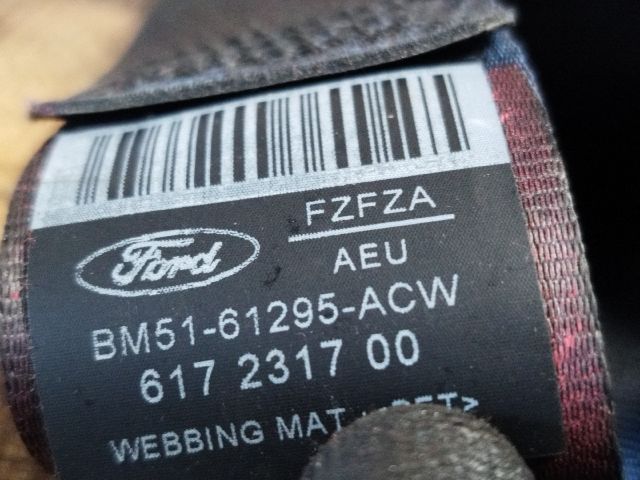 FZFZA
Ford
AEU
BM51-61295-ACW
617 2317 00
WEBBING MAT